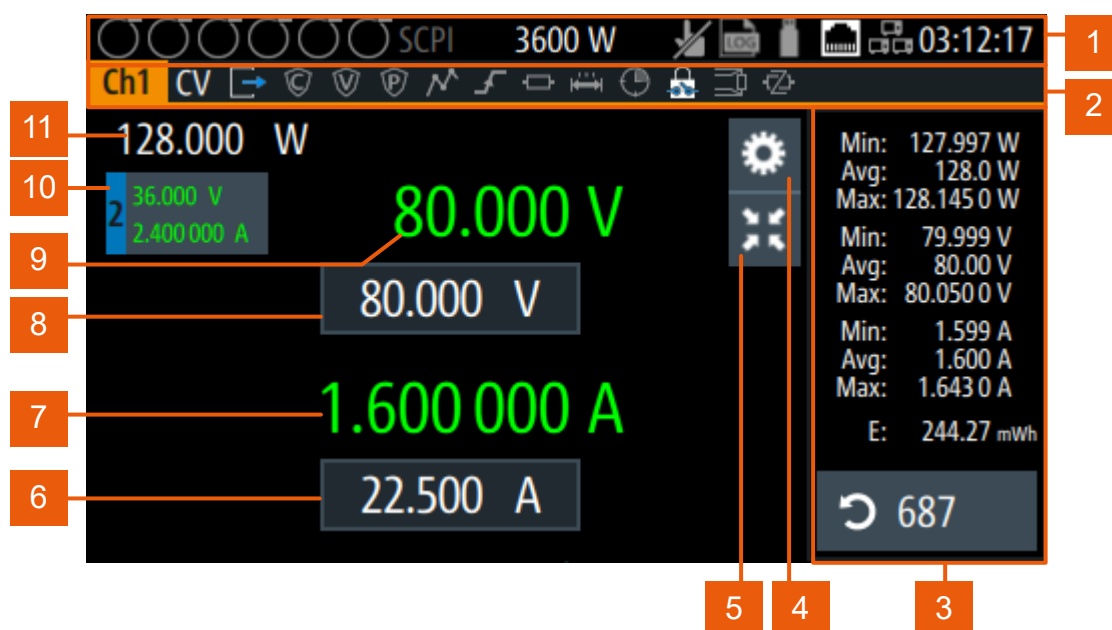 SCPI 3600 W LOG 03:12:17 1
Ch1 CV C V P Z 2
11 128.000 W
10 2 36.000 V
2.400 000 A
9 80.000 V
8 80.000 V
7 1.600 000 A
6 22.500 A
Min: 127.997 W
Avg: 128.0 W
Max: 128.145 0 W
Min: 79.999 V
Avg: 80.00 V
Max: 80.050 0 V
Min: 1.599 A
Avg: 1.600 A
Max: 1.643 0 A
E: 244.27 mWh
687
5 4 3